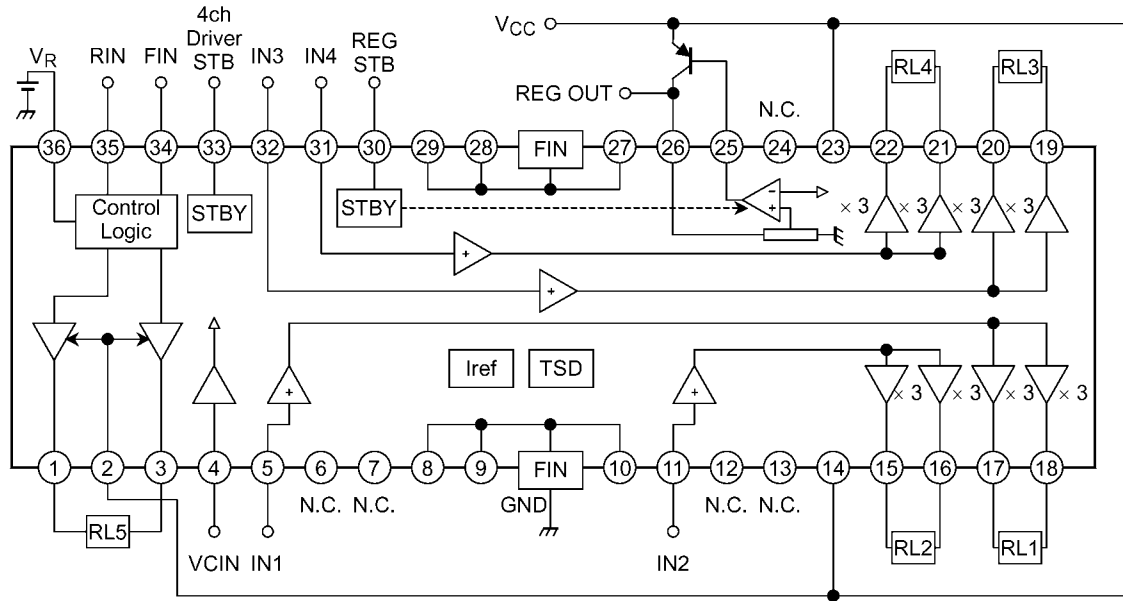 4ch
Driver
STB
VCC
VR
RIN
FIN
IN3
IN4
REG
STB
REG OUT
N.C.
RL4
RL3
36
35
34
33
32
31
30
29
28
FIN
27
26
25
24
23
22
21
20
19
Control
Logic
STBY
STBY
−
+
× 3
× 3
× 3
× 3
+
+
Iref
TSD
+
+
× 3
× 3
× 3
× 3
1
2
3
4
5
6
7
8
9
FIN
10
11
12
13
14
15
16
17
18
N.C.
N.C.
GND
N.C.
N.C.
RL5
VCIN
IN1
IN2
RL2
RL1